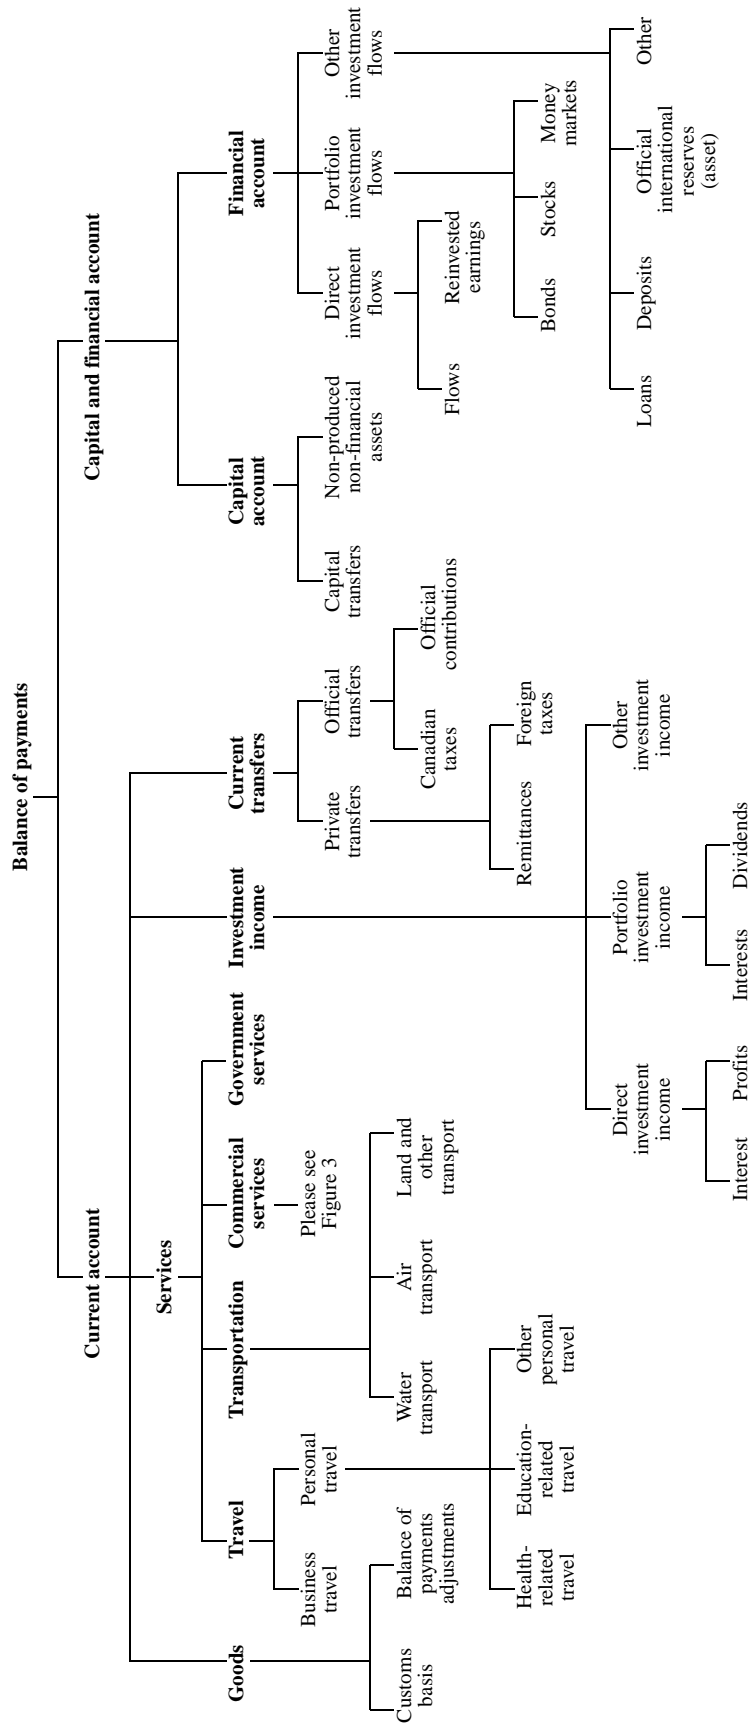 Balance of payments
Current account
Capital and financial account
Services
Goods
Travel
Transportation
Commercial
services
Government
services
Investment
income
Current
transfers
Capital
account
Financial
account
Business
travel
Personal
travel
Please see
Figure 3
Private
transfers
Official
transfers
Capital
transfers
Non-produced
non-financial
assets
Direct
investment
flows
Portfolio
investment
flows
Other
investment
flows
Customs
basis
Balance of
payments
adjustments
Water
transport
Air
transport
Land and
other
transport
Canadian
taxes
Official
contributions
Flows
Reinvested
earnings
Health-
related
travel
Education-
related
travel
Other
personal
travel
Remittances
Foreign
taxes
Bonds
Stocks
Money
markets
Direct
investment
income
Portfolio
investment
income
Other
investment
income
Loans
Deposits
Official
international
reserves
(asset)
Other
Interest
Profits
Interests
Dividends